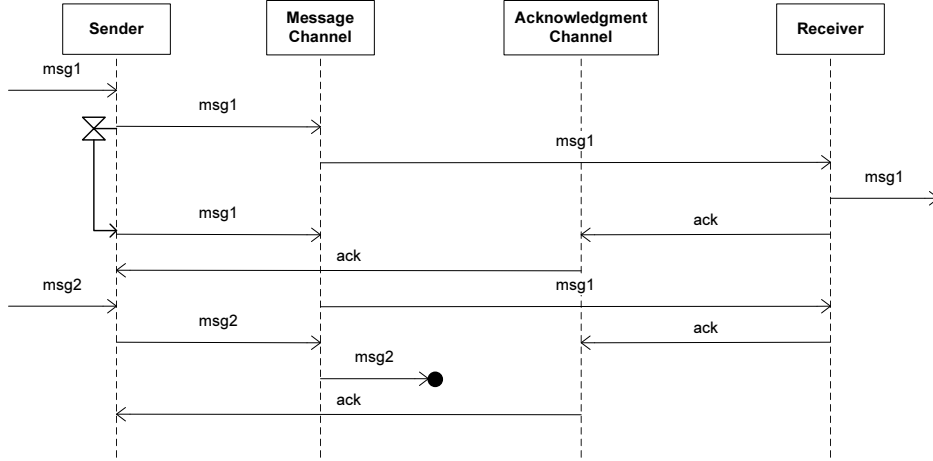 Sender
Message
Channel
Acknowledgment
Channel
Receiver
msg1
msg1
msg1
msg1
msg1
ack
ack
msg2
msg1
msg2
ack
msg2
ack